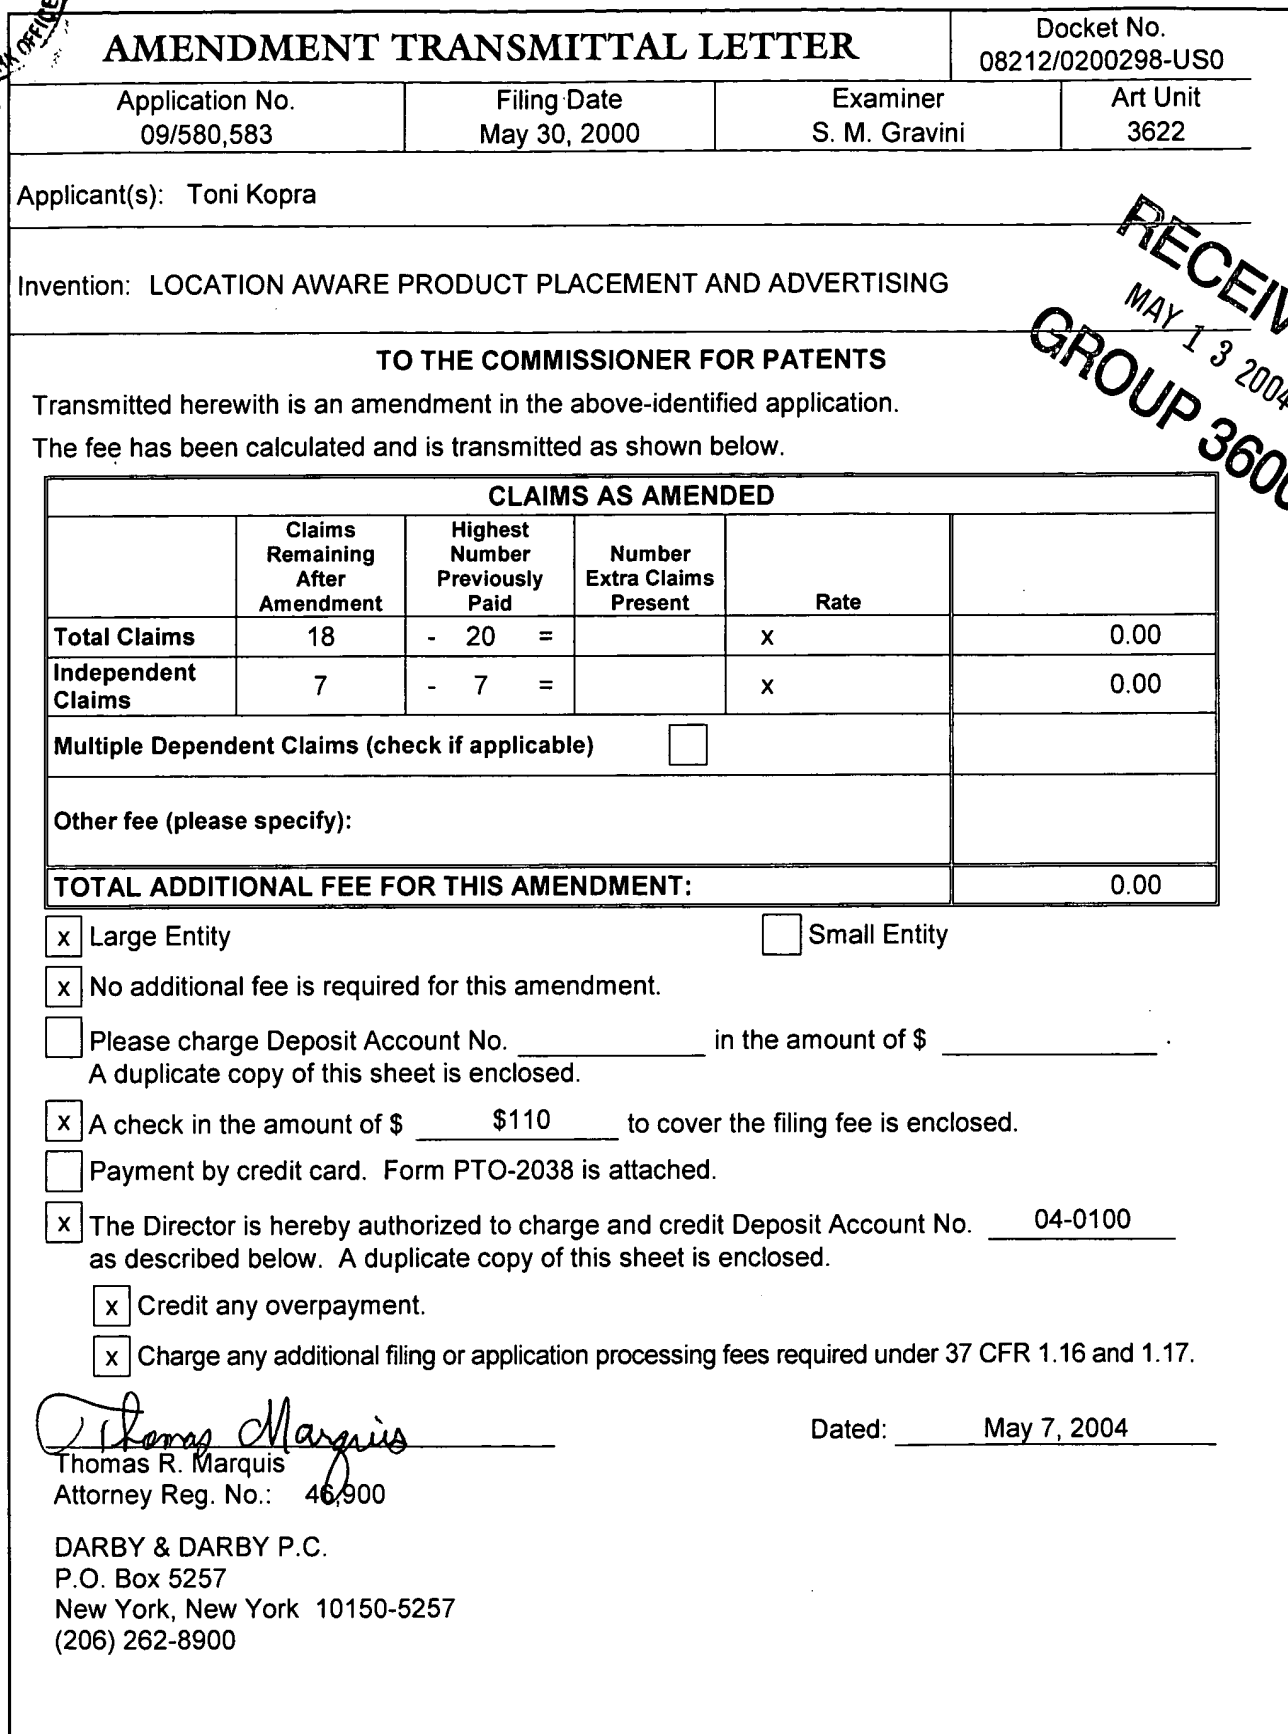 OFFICE
AMENDMENT TRANSMITTAL LETTER
Docket No.
08212/0200298-US0
Application No.
09/580,583
Filing Date
May 30, 2000
Examiner
S. M. Gravini
Art Unit
3622
Applicant(s): Toni Kopra
Invention: LOCATION AWARE PRODUCT PLACEMENT AND ADVERTISING
RECEIV
MAY 13 2004
GROUP 3600
TO THE COMMISSIONER FOR PATENTS
Transmitted herewith is an amendment in the above-identified application.
The fee has been calculated and is transmitted as shown below.
CLAIMS AS AMENDED
Claims Remaining After Amendment
Highest Number Previously Paid
Number Extra Claims Present
Rate
Total Claims 18 - 20 = x 0.00
Independent Claims 7 - 7 = x 0.00
Multiple Dependent Claims (check if applicable)
Other fee (please specify):
TOTAL ADDITIONAL FEE FOR THIS AMENDMENT: 0.00
x Large Entity Small Entity
x No additional fee is required for this amendment.
Please charge Deposit Account No. in the amount of $ .
A duplicate copy of this sheet is enclosed.
x A check in the amount of $ $110 to cover the filing fee is enclosed.
Payment by credit card. Form PTO-2038 is attached.
x The Director is hereby authorized to charge and credit Deposit Account No. 04-0100
as described below. A duplicate copy of this sheet is enclosed.
x Credit any overpayment.
x Charge any additional filing or application processing fees required under 37 CFR 1.16 and 1.17.
Thomas Marquis
Dated: May 7, 2004
Thomas R. Marquis
Attorney Reg. No.: 46,900
DARBY & DARBY P.C.
P.O. Box 5257
New York, New York 10150-5257
(206) 262-8900